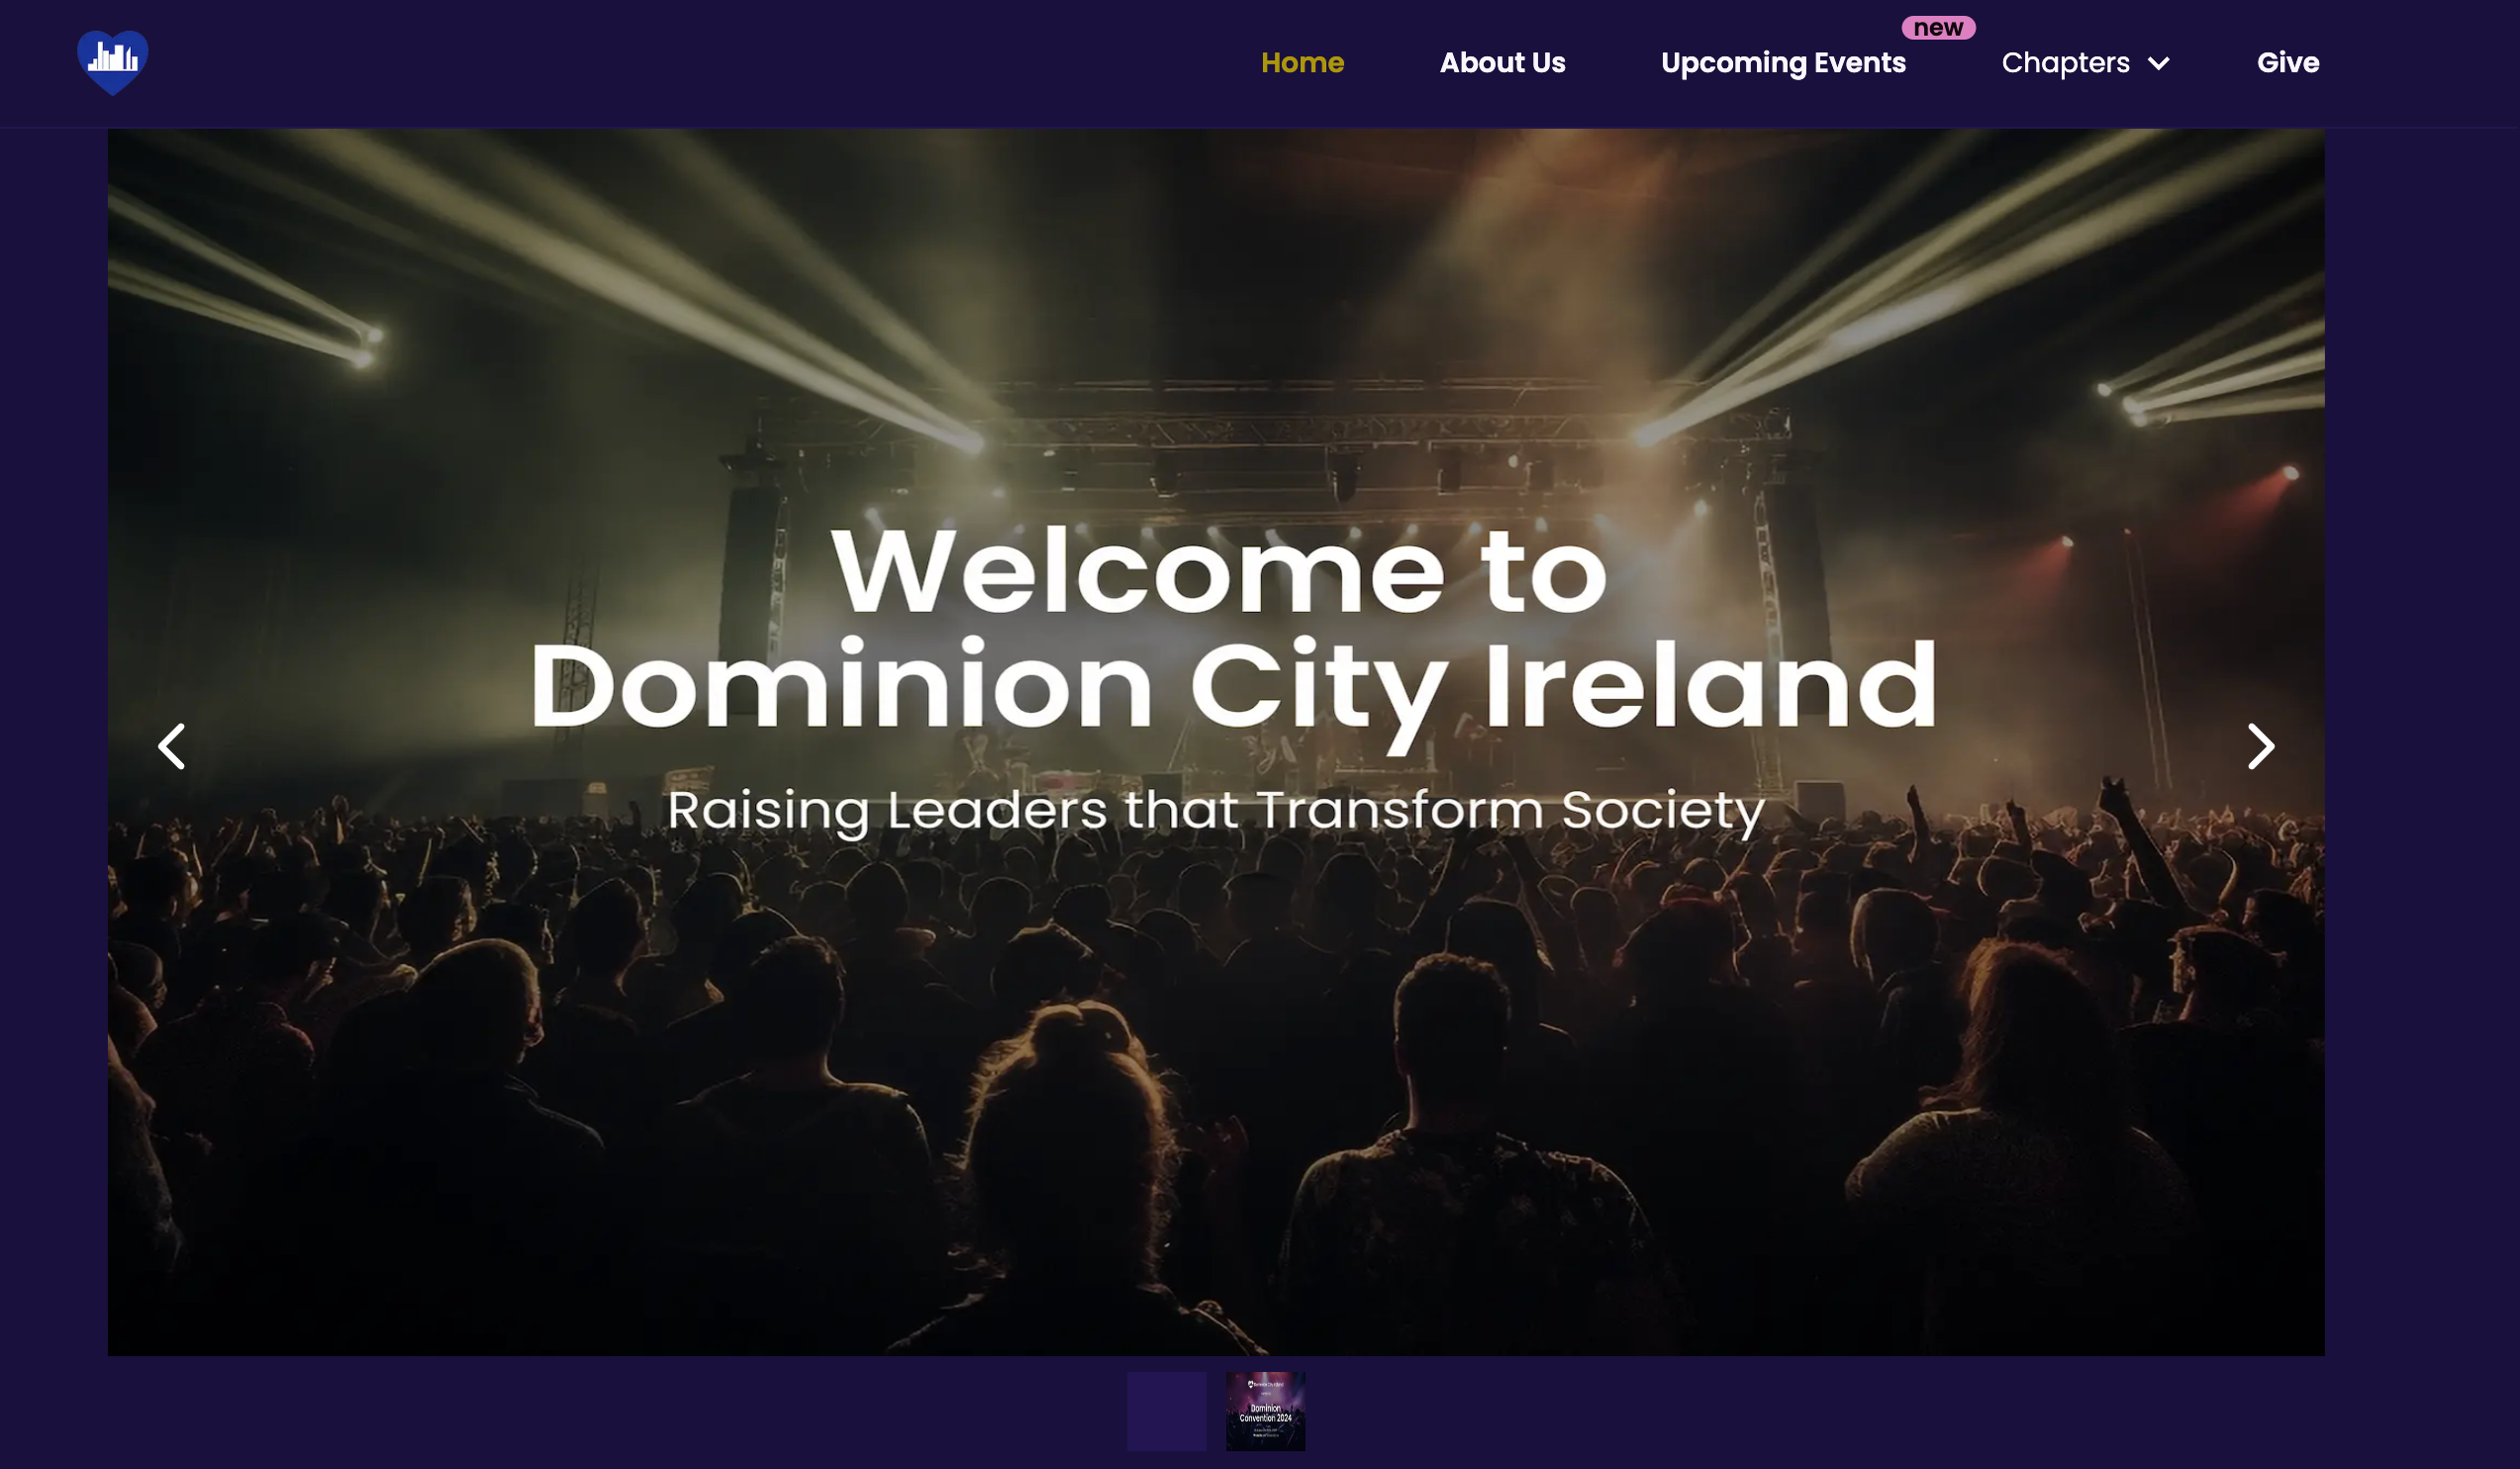 new
Home
About Us
Upcoming Events
Chapters
Give
Welcome to
Dominion City Ireland
Raising Leaders that Transform Society
Dominion
Convention 2024